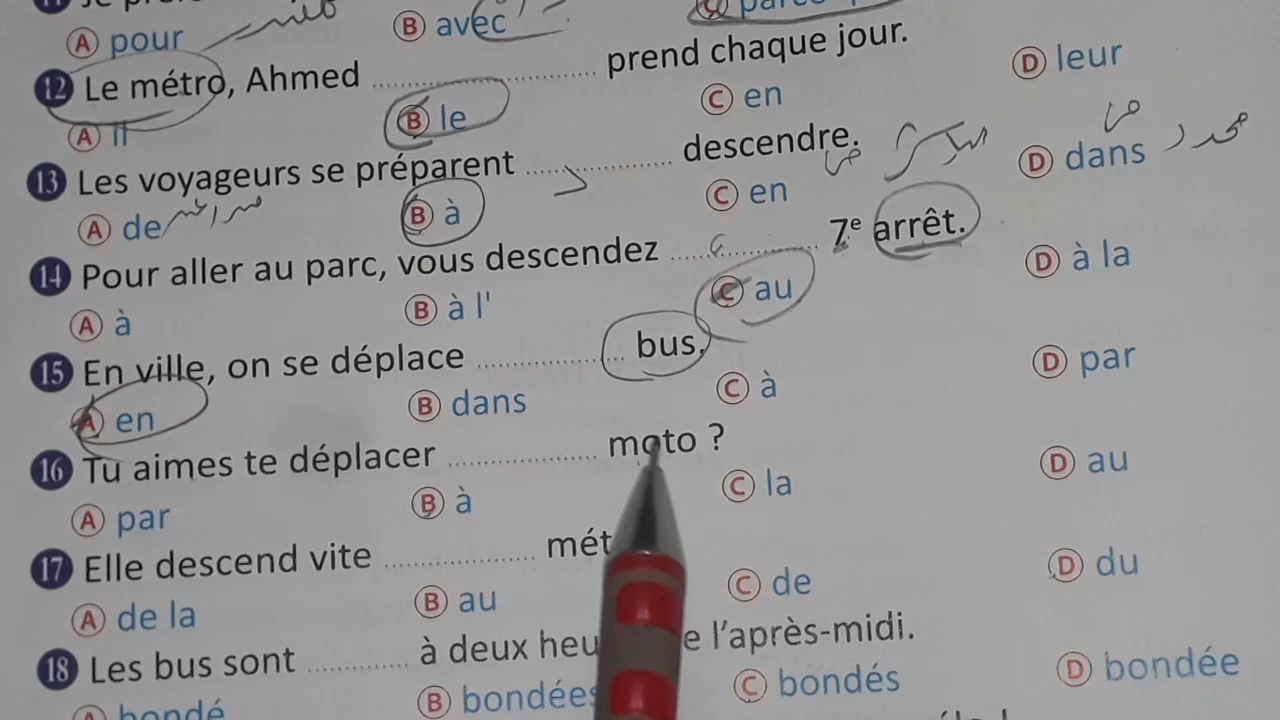 A pour B avec C
12 Le métro, Ahmed .................... prend chaque jour.
A il B le C en D leur
13 Les voyageurs se préparent .................... descendre.
A de B à C en D dans
14 Pour aller au parc, vous descendez .................... 7e arrêt.
A à B à l' C au D à la
15 En ville, on se déplace .................... bus.
A en B dans C à D par
16 Tu aimes te déplacer .................... moto ?
A par B à C la D au
17 Elle descend vite ....................
A de la B au C de D du
18 Les bus sont .............. à deux l'après-midi.
A bondé B bondées C bondés D bondée